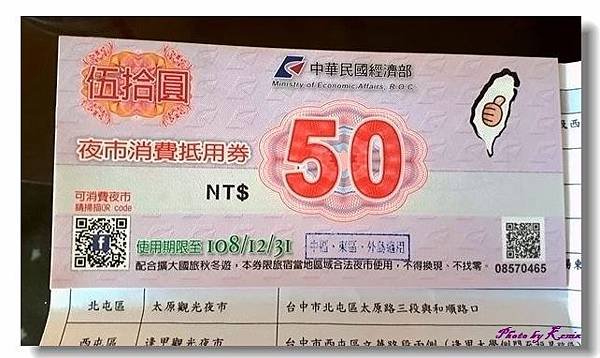 伍拾圓
中華民國經濟部
Ministry of Economic Affairs, R.O.C.
夜市消費抵用券
NT$ 50
可消費夜市
請掃描QR code
使用期限至 108/12/31
中區、東區、外島適用
配合擴大國旅秋冬遊，本券限旅宿當地區域合法夜市使用，不得換現、不找零。
08570465
北屯區 太原觀光夜市 台中市北屯區太原路三段與和順路口
西屯區 逢甲觀光夜市 台中市西屯區文華路
Photo by